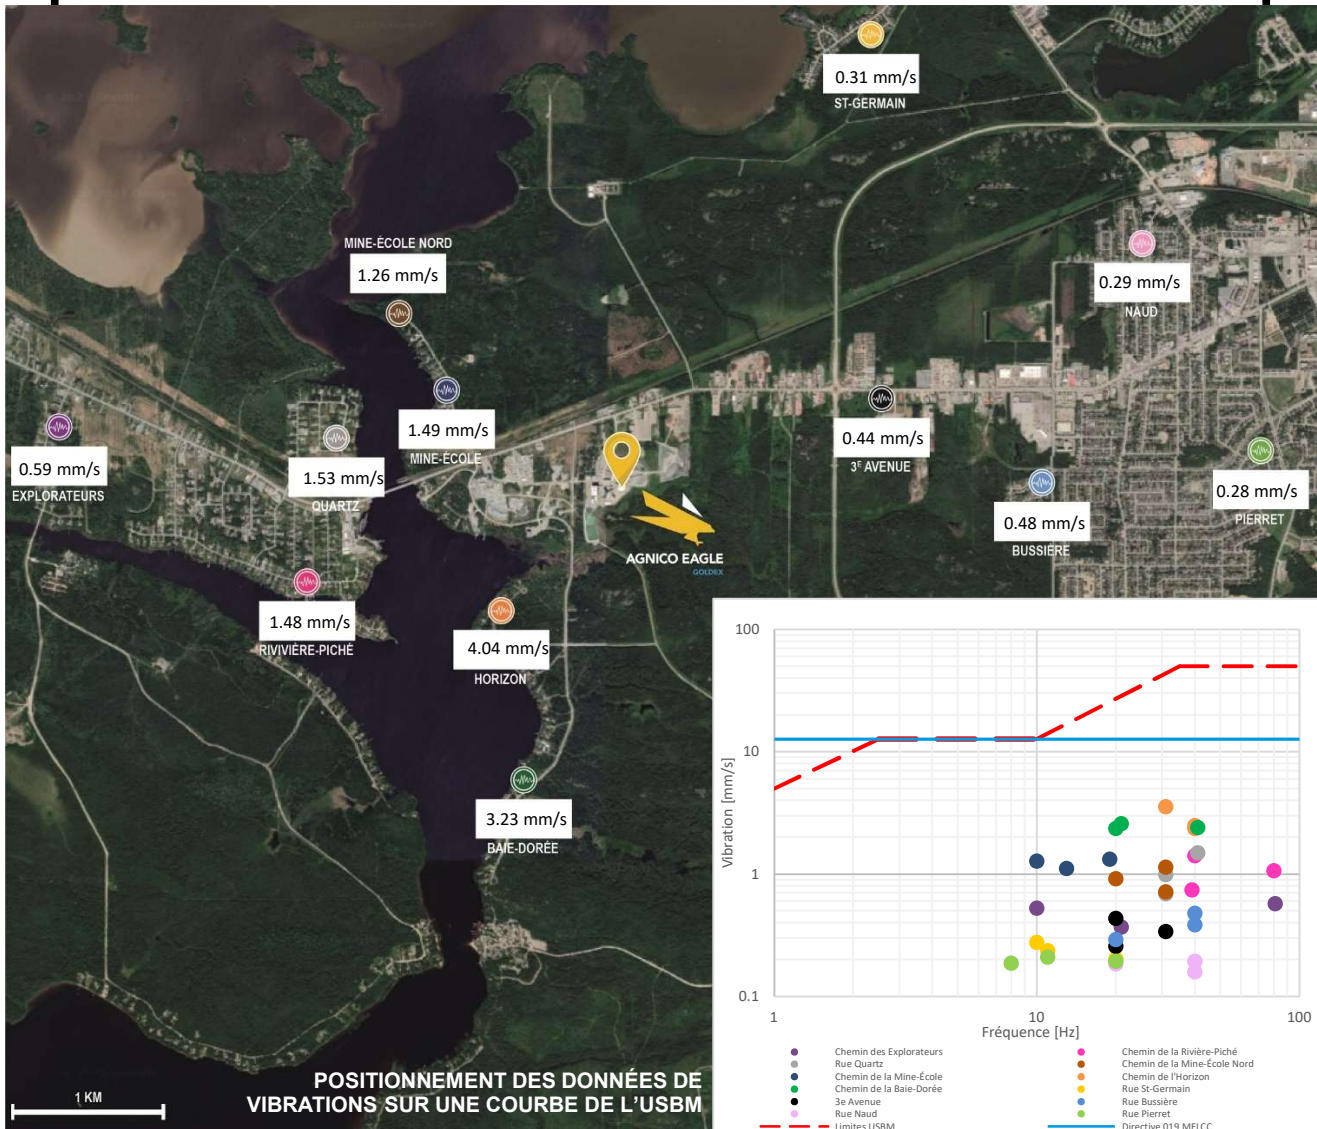 0.31 mm/s
ST-GERMAIN
MINE-ÉCOLE NORD
1.26 mm/s
0.29 mm/s
NAUD
1.49 mm/s
MINE-ÉCOLE
0.44 mm/s
3E AVENUE
0.59 mm/s
EXPLORATEURS
1.53 mm/s
QUARTZ
0.28 mm/s
PIERRET
0.48 mm/s
BUSSIÈRE
AGNICO EAGLE
GOLDEX
1.48 mm/s
RIVIVIÈRE-PICHÉ
4.04 mm/s
HORIZON
3.23 mm/s
BAIE-DORÉE
1 KM
POSITIONNEMENT DES DONNÉES DE
VIBRATIONS SUR UNE COURBE DE L'USBM
100
10
1
0.1
Vibration [mm/s]
1
10
100
Fréquence [Hz]
Chemin des Explorateurs
Chemin de la Rivière-Piché
Rue Quartz
Chemin de la Mine-École Nord
Chemin de la Mine-École
Chemin de l'Horizon
Chemin de la Baie-Dorée
Rue St-Germain
3e Avenue
Rue Bussière
Rue Naud
Rue Pierret
Limites USBM
Directive 019 MELCC